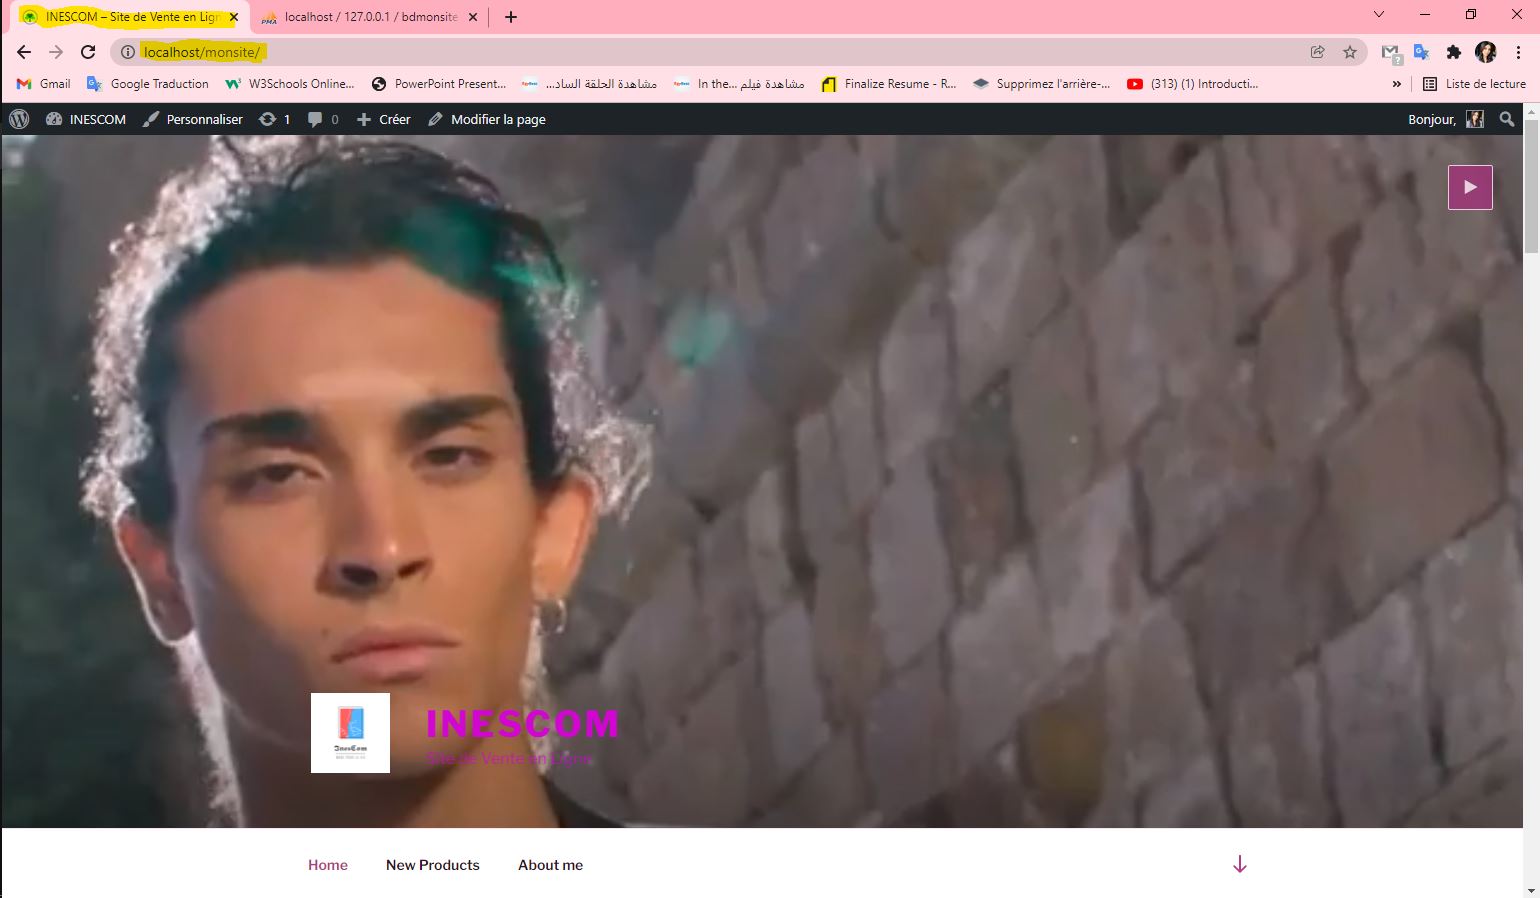 INESCOM – Site de Vente en Lign
PMA localhost / 127.0.0.1 / bdmonsite
localhost/monsite/
Gmail
Google Traduction
W3Schools Online...
PowerPoint Present...
مشاهدة الحلقة الساد...
In the... مشاهدة فيلم
Finalize Resume - R...
Supprimez l'arrière-...
(313) (1) Introducti...
»
Liste de lecture
INESCOM
Personnaliser
1
0
Créer
Modifier la page
Bonjour,
InesCom
INESCOM
Site de Vente en Ligne
Home
New Products
About me